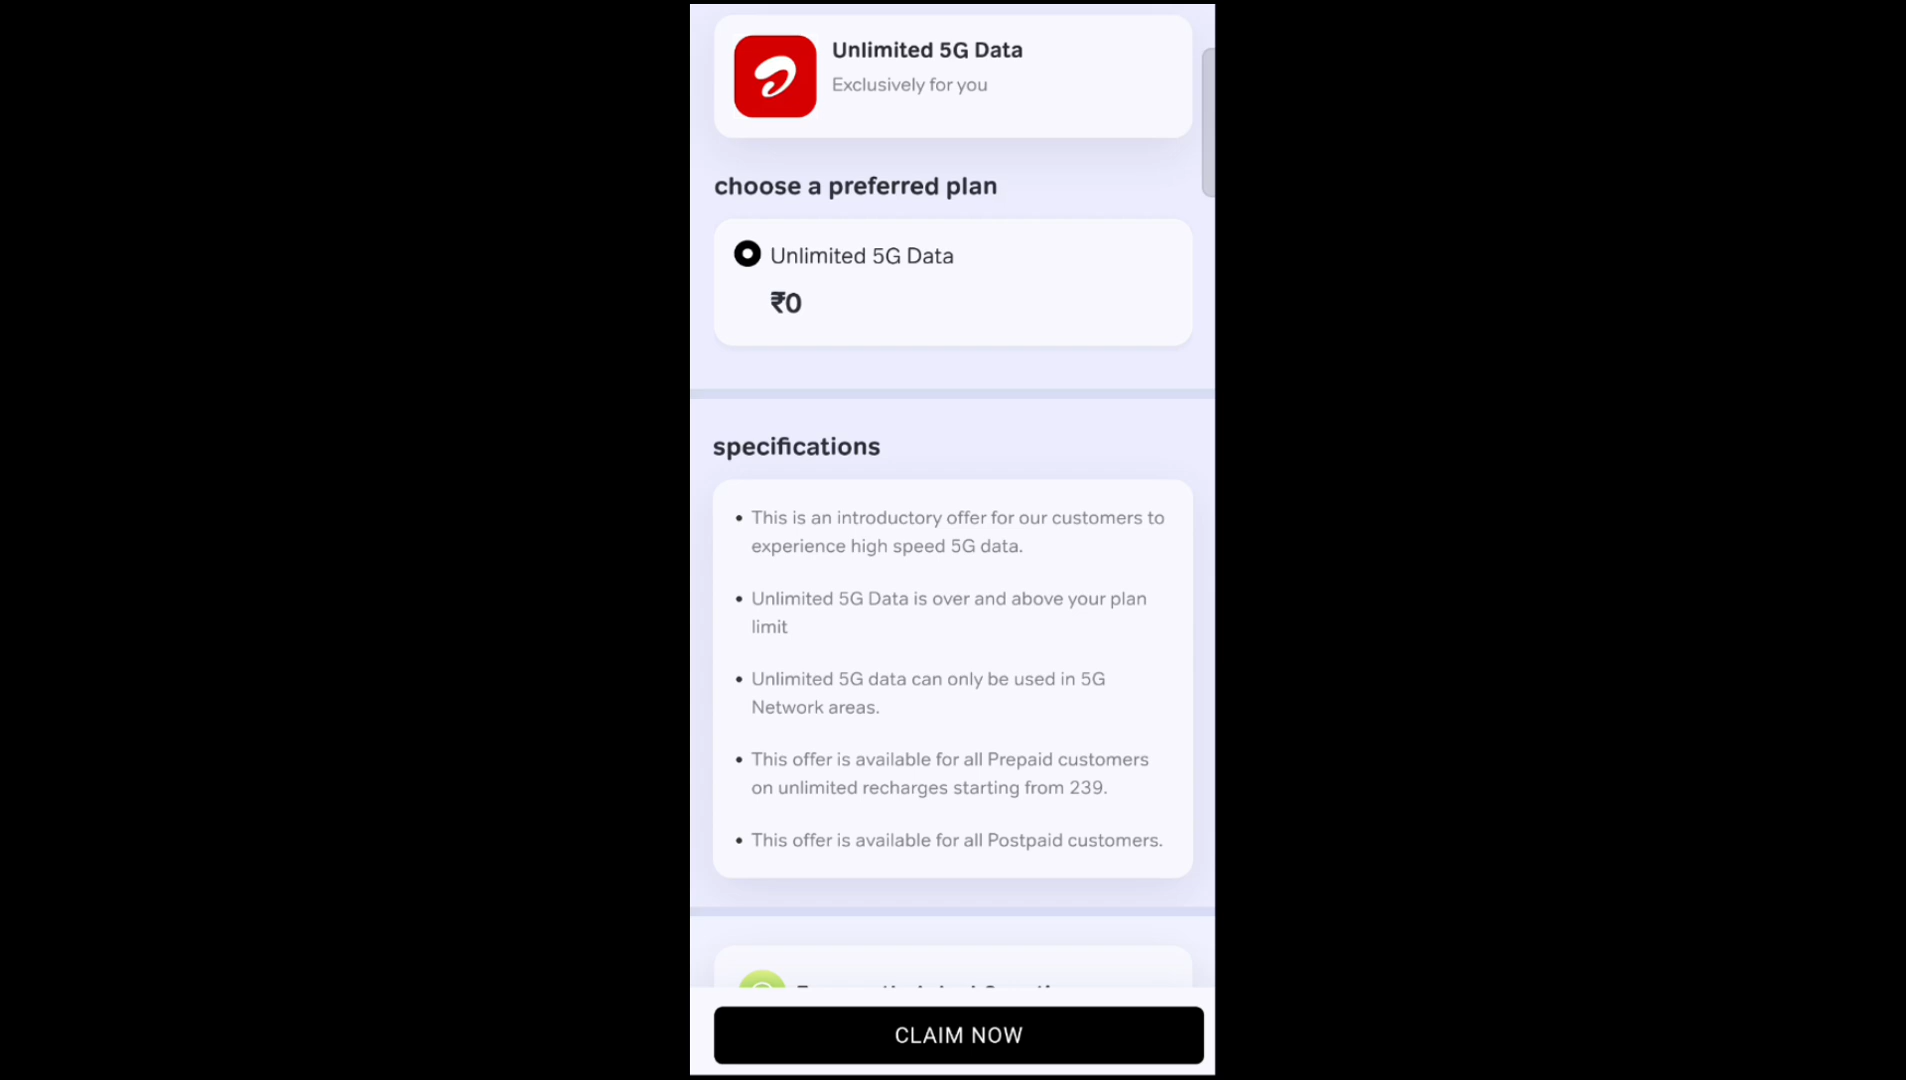 Unlimited 5G Data
Exclusively for you
choose a preferred plan
Unlimited 5G Data
₹0
specifications
• This is an introductory offer for our customers to
experience high speed 5G data.
• Unlimited 5G Data is over and above your plan
limit
• Unlimited 5G data can only be used in 5G
Network areas.
• This offer is available for all Prepaid customers
on unlimited recharges starting from 239.
• This offer is available for all Postpaid customers.
CLAIM NOW